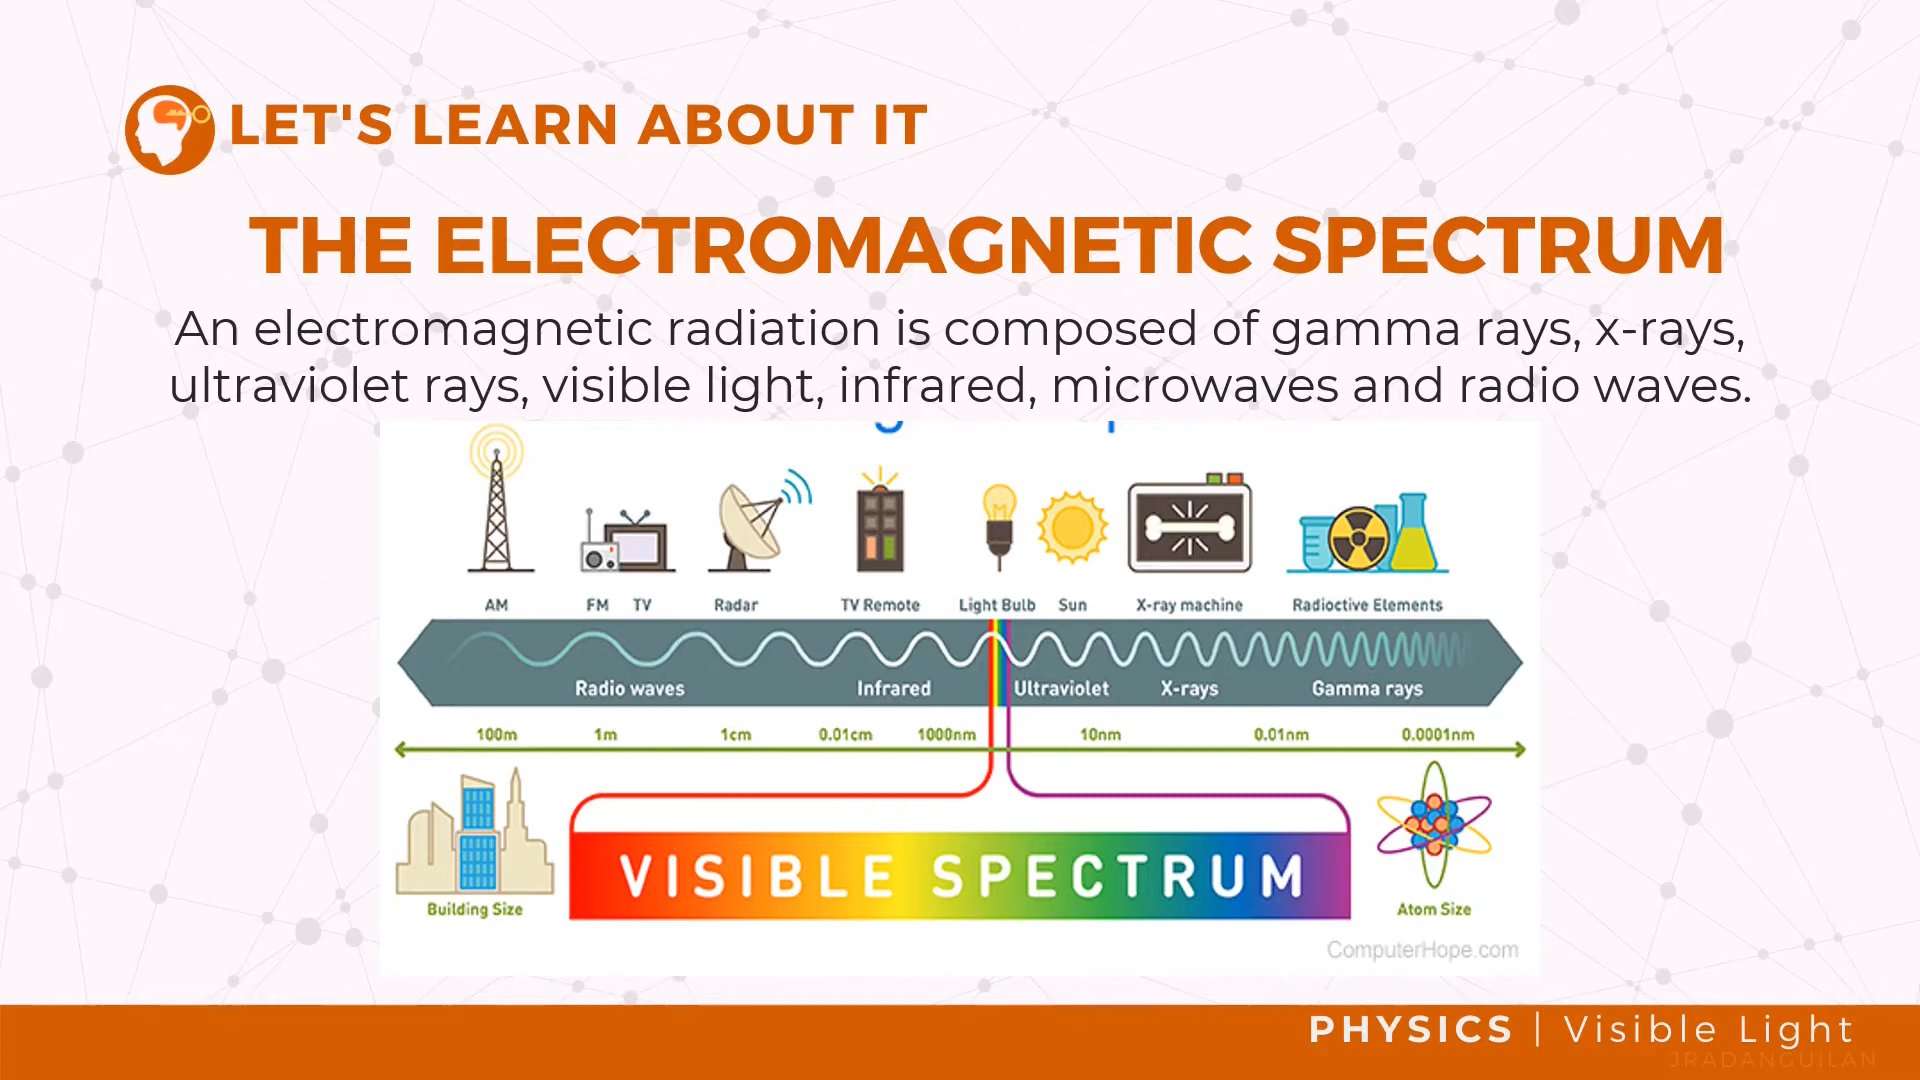 LET'S LEARN ABOUT IT
THE ELECTROMAGNETIC SPECTRUM
An electromagnetic radiation is composed of gamma rays, x-rays,
ultraviolet rays, visible light, infrared, microwaves and radio waves.
AM FM TV Radar TV Remote Light Bulb Sun X-ray machine Radioctive Elements
Radio waves Infrared Ultraviolet X-rays Gamma rays
100m 1m 1cm 0.01cm 1000nm 10nm 0.01nm 0.0001nm
VISIBLE SPECTRUM
Building Size Atom Size
ComputerHope.com
PHYSICS | Visible Light
JRADANGUILAN